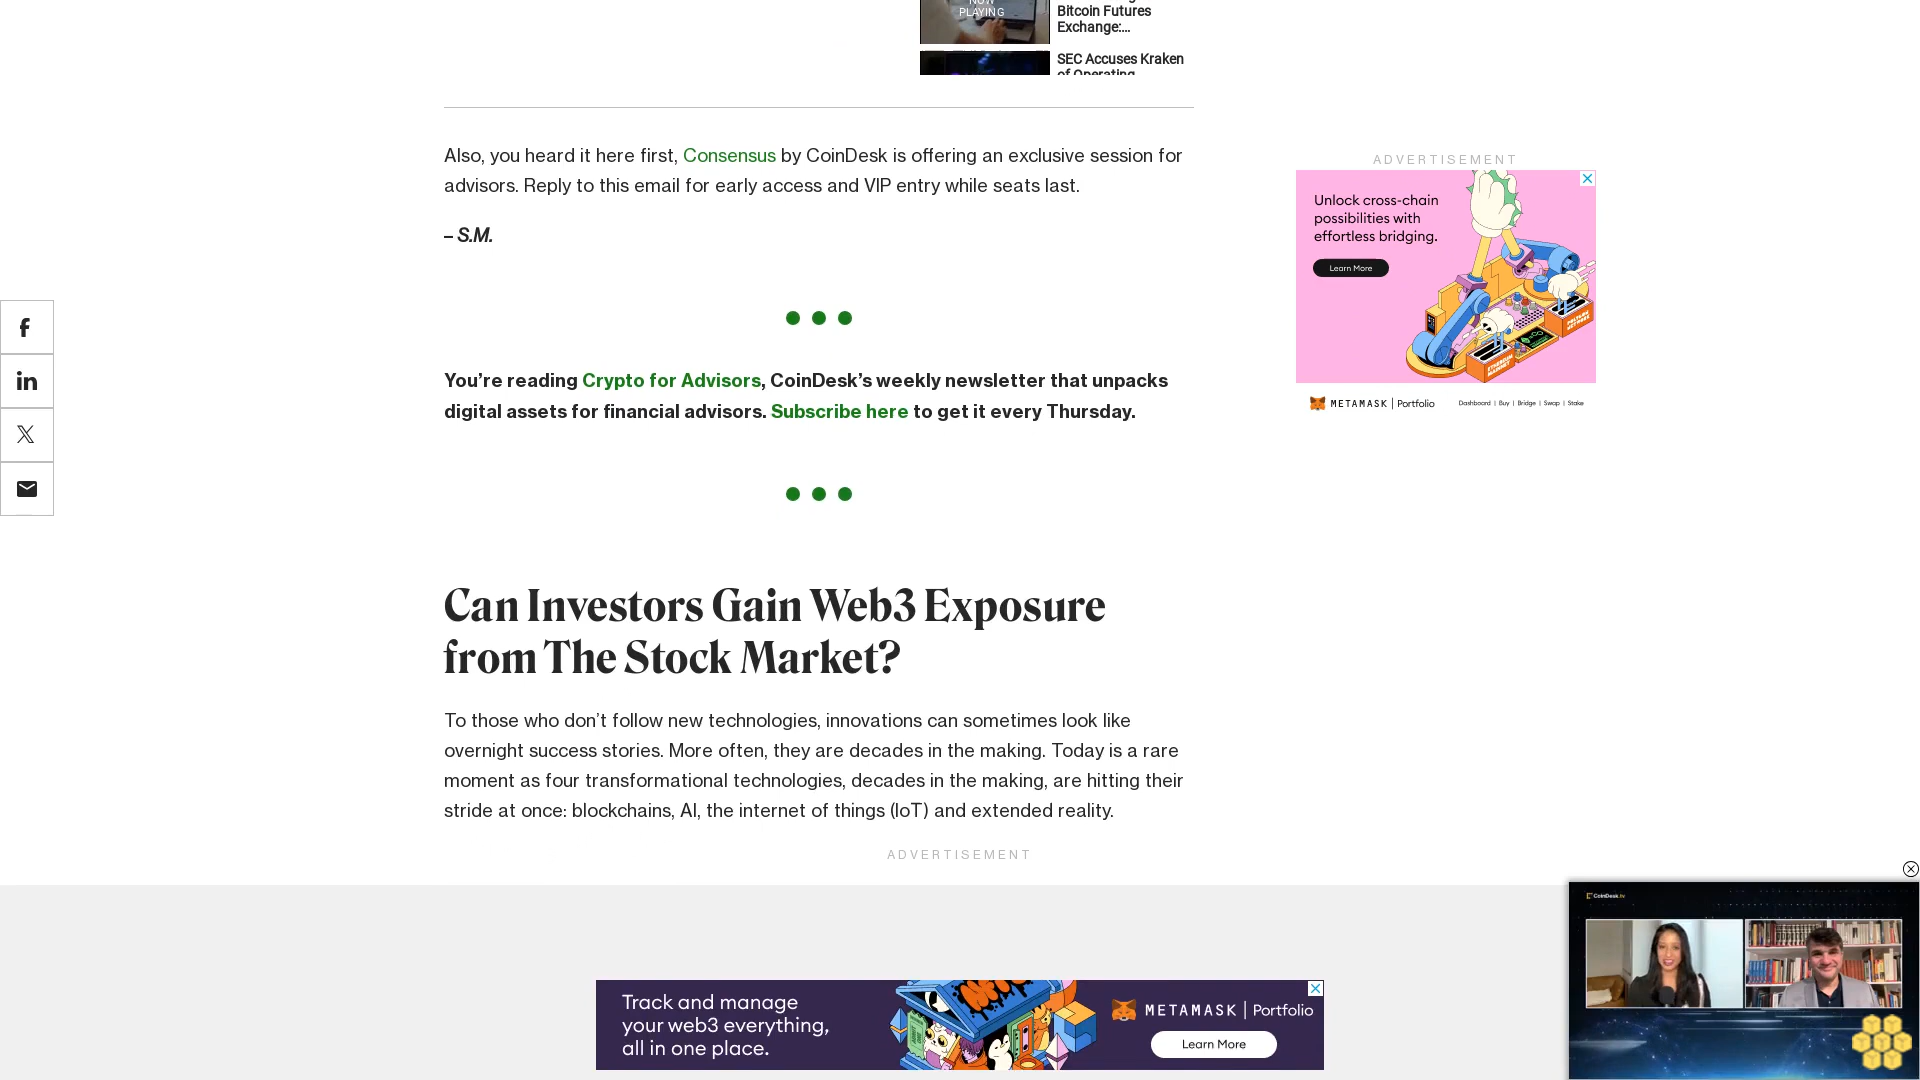 PLAYING
Bitcoin Futures
Exchange:...
SEC Accuses Kraken
of Operating
Also, you heard it here first, Consensus by CoinDesk is offering an exclusive session for
advisors. Reply to this email for early access and VIP entry while seats last.
– S.M.
You’re reading Crypto for Advisors, CoinDesk’s weekly newsletter that unpacks
digital assets for financial advisors. Subscribe here to get it every Thursday.
Can Investors Gain Web3 Exposure
from The Stock Market?
To those who don’t follow new technologies, innovations can sometimes look like
overnight success stories. More often, they are decades in the making. Today is a rare
moment as four transformational technologies, decades in the making, are hitting their
stride at once: blockchains, AI, the internet of things (IoT) and extended reality.
ADVERTISEMENT
ADVERTISEMENT
Unlock cross-chain
possibilities with
effortless bridging.
Learn More
METAMASK | Portfolio
Dashboard | Buy | Bridge | Swap | Stake
Track and manage
your web3 everything,
all in one place.
METAMASK | Portfolio
Learn More
CoinDesk.tv